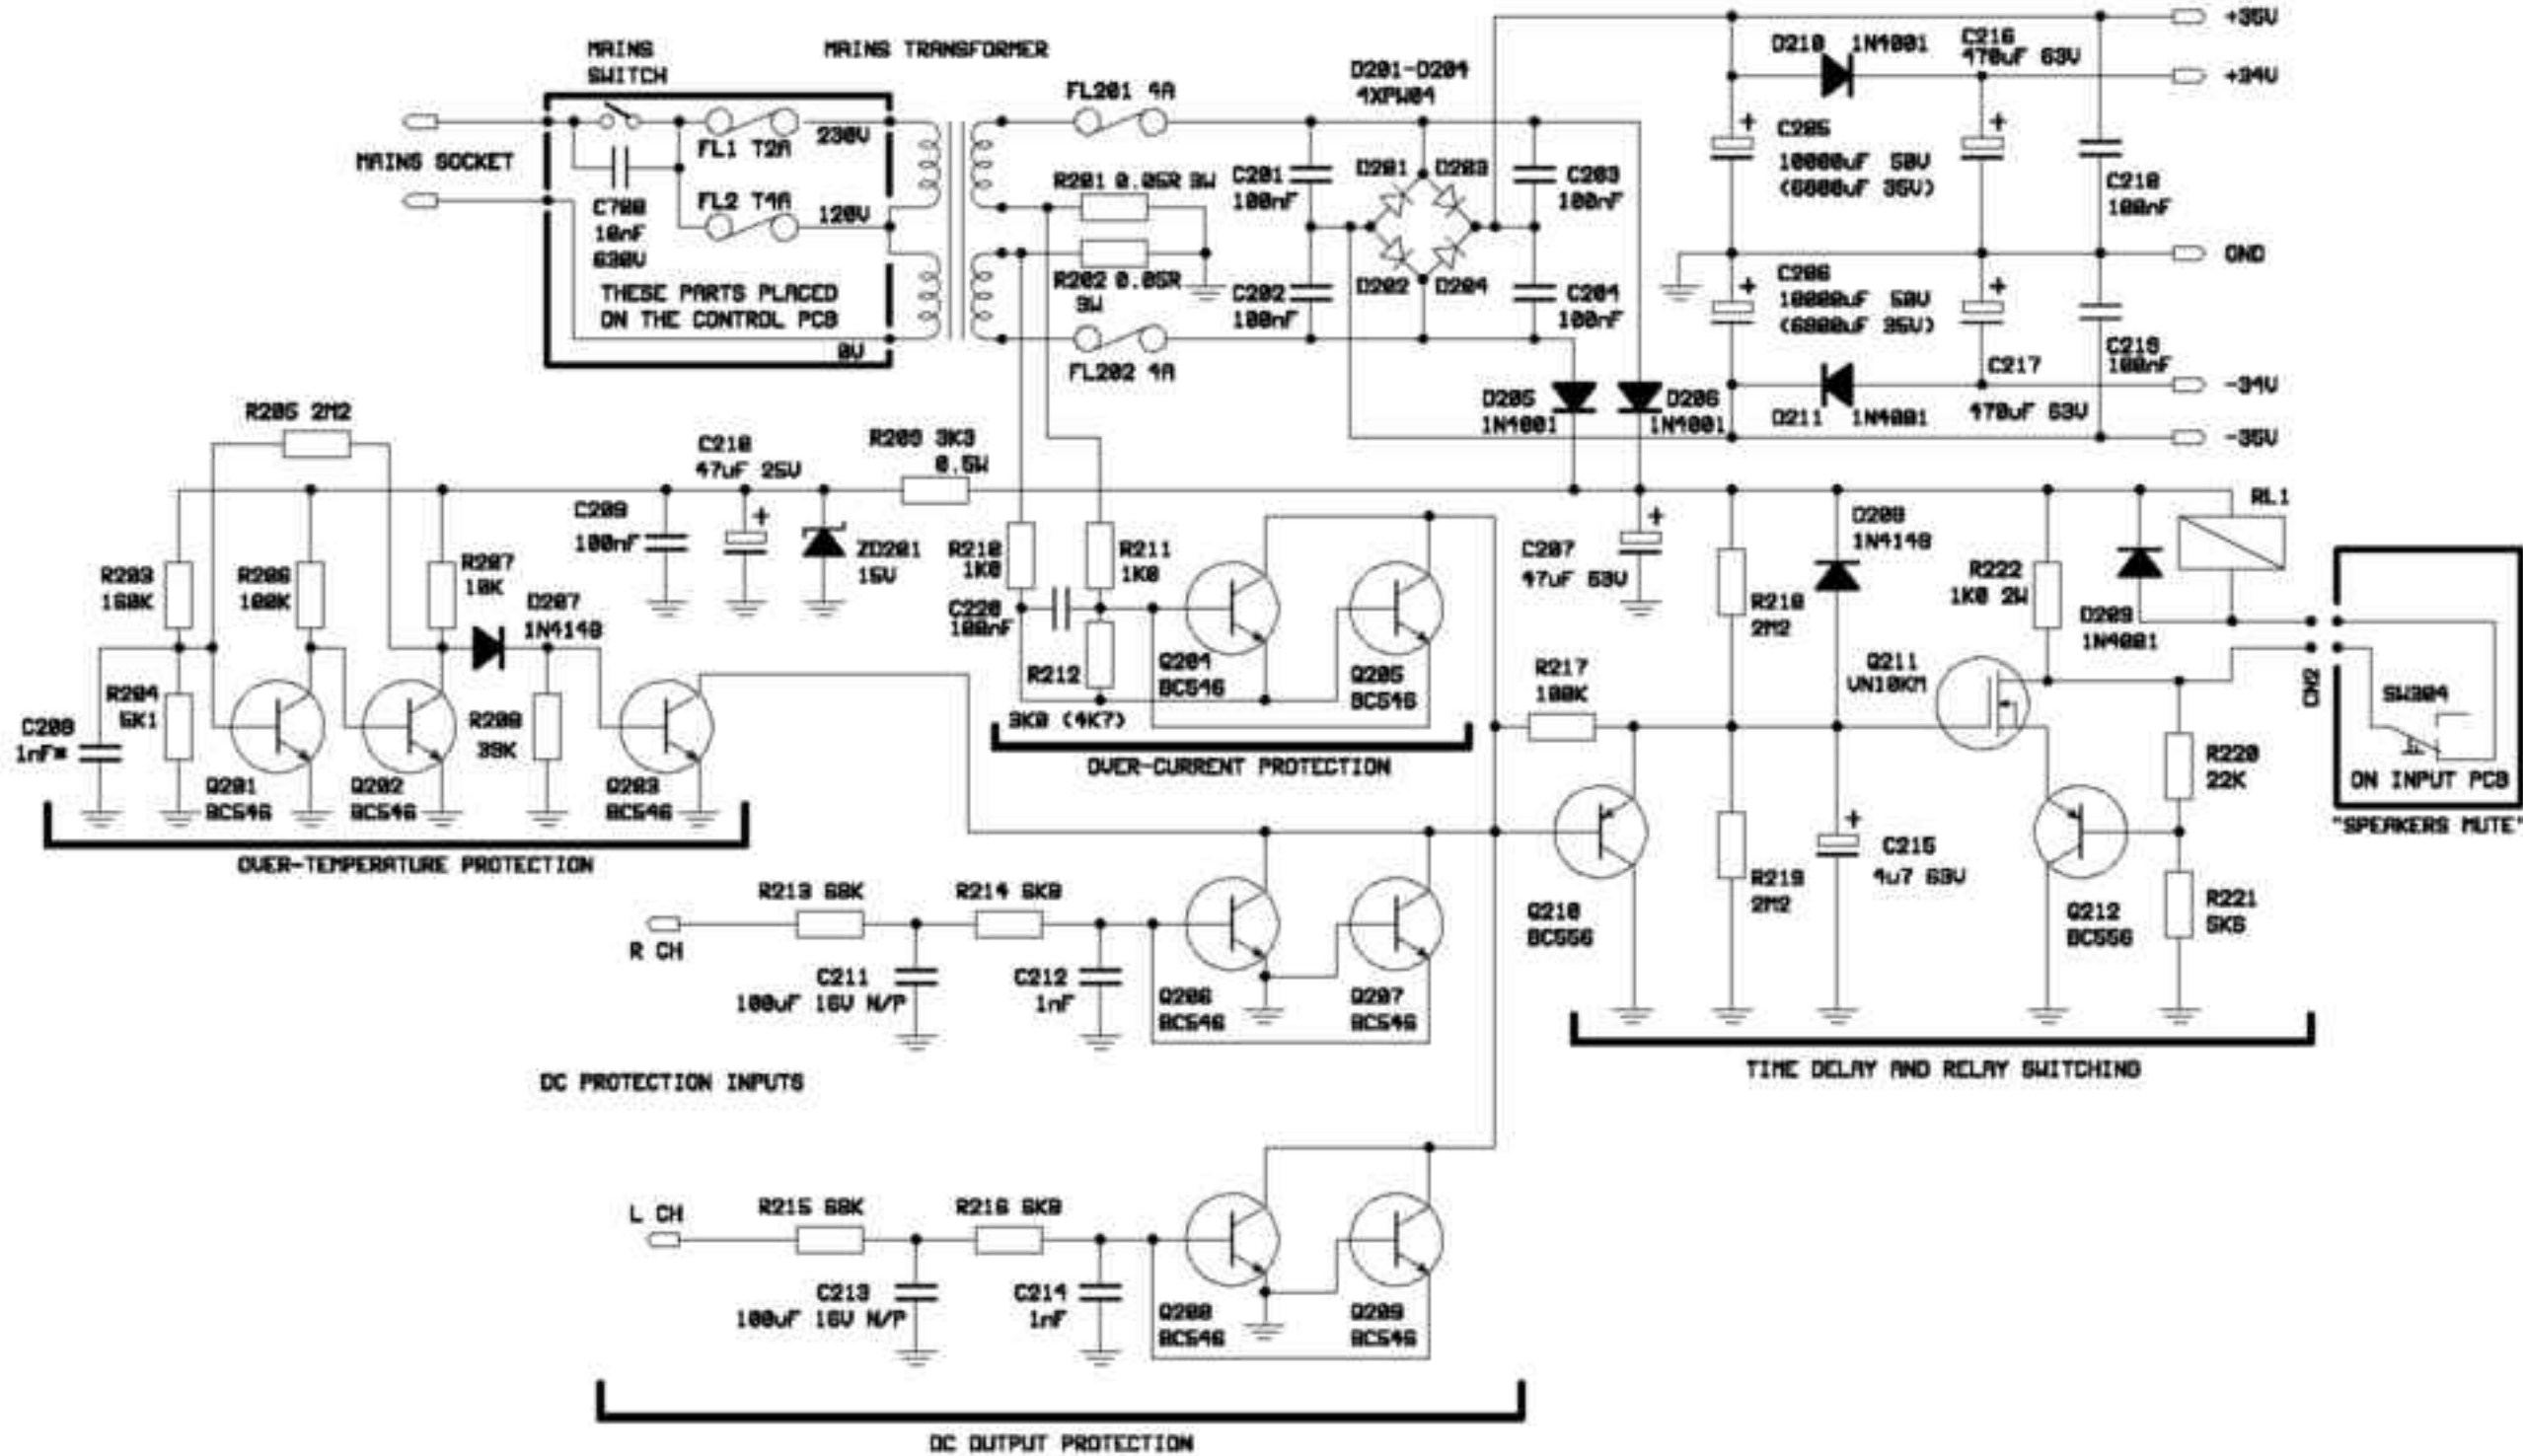 MAINS
SWITCH
MAINS TRANSFORMER
MAINS SOCKET
FL1 T2A
230V
FL2 T4A
120V
C700
10nF
630V
THESE PARTS PLACED
ON THE CONTROL PCB
0V
FL201 4A
R201 0.05R 3W
R202 0.05R
3W
FL202 4A
D201-D204
4XPW04
C201
100nF
C202
100nF
D201
D203
D202
D204
C203
100nF
C204
100nF
D210 1N4001
C216
470uF 63V
C205
10000uF 50V
(6800uF 35V)
C206
10000uF 50V
(6800uF 35V)
D211 1N4001
C217
470uF 63V
C218
100nF
C219
100nF
+35V
+34V
GND
-34V
-35V
D205
1N4001
D206
1N4001
R205 2M2
C210
47uF 25V
R209 3K3
0.5W
C209
100nF
ZD201
15V
R203
160K
R206
100K
R207
10K
D207
1N4148
R204
5K1
C208
1nF*
R208
39K
Q201
BC546
Q202
BC546
Q203
BC546
OVER-TEMPERATURE PROTECTION
R210
1K0
R211
1K0
C220
100nF
R212
3K0 (4K7)
Q204
BC546
Q205
BC546
OVER-CURRENT PROTECTION
C207
47uF 63V
R218
2M2
D208
1N4148
R222
1K0 2W
D209
1N4001
RL1
R217
100K
Q211
VN10KM
CN2
SW304
ON INPUT PCB
"SPEAKERS MUTE"
R220
22K
R221
5K6
R219
2M2
C215
4u7 63V
Q210
BC556
Q212
BC556
TIME DELAY AND RELAY SWITCHING
R CH
R213 68K
R214 6K8
C211
100uF 16V N/P
C212
1nF
Q206
BC546
Q207
BC546
DC PROTECTION INPUTS
L CH
R215 68K
R216 6K8
C213
100uF 16V N/P
C214
1nF
Q208
BC546
Q209
BC546
DC OUTPUT PROTECTION